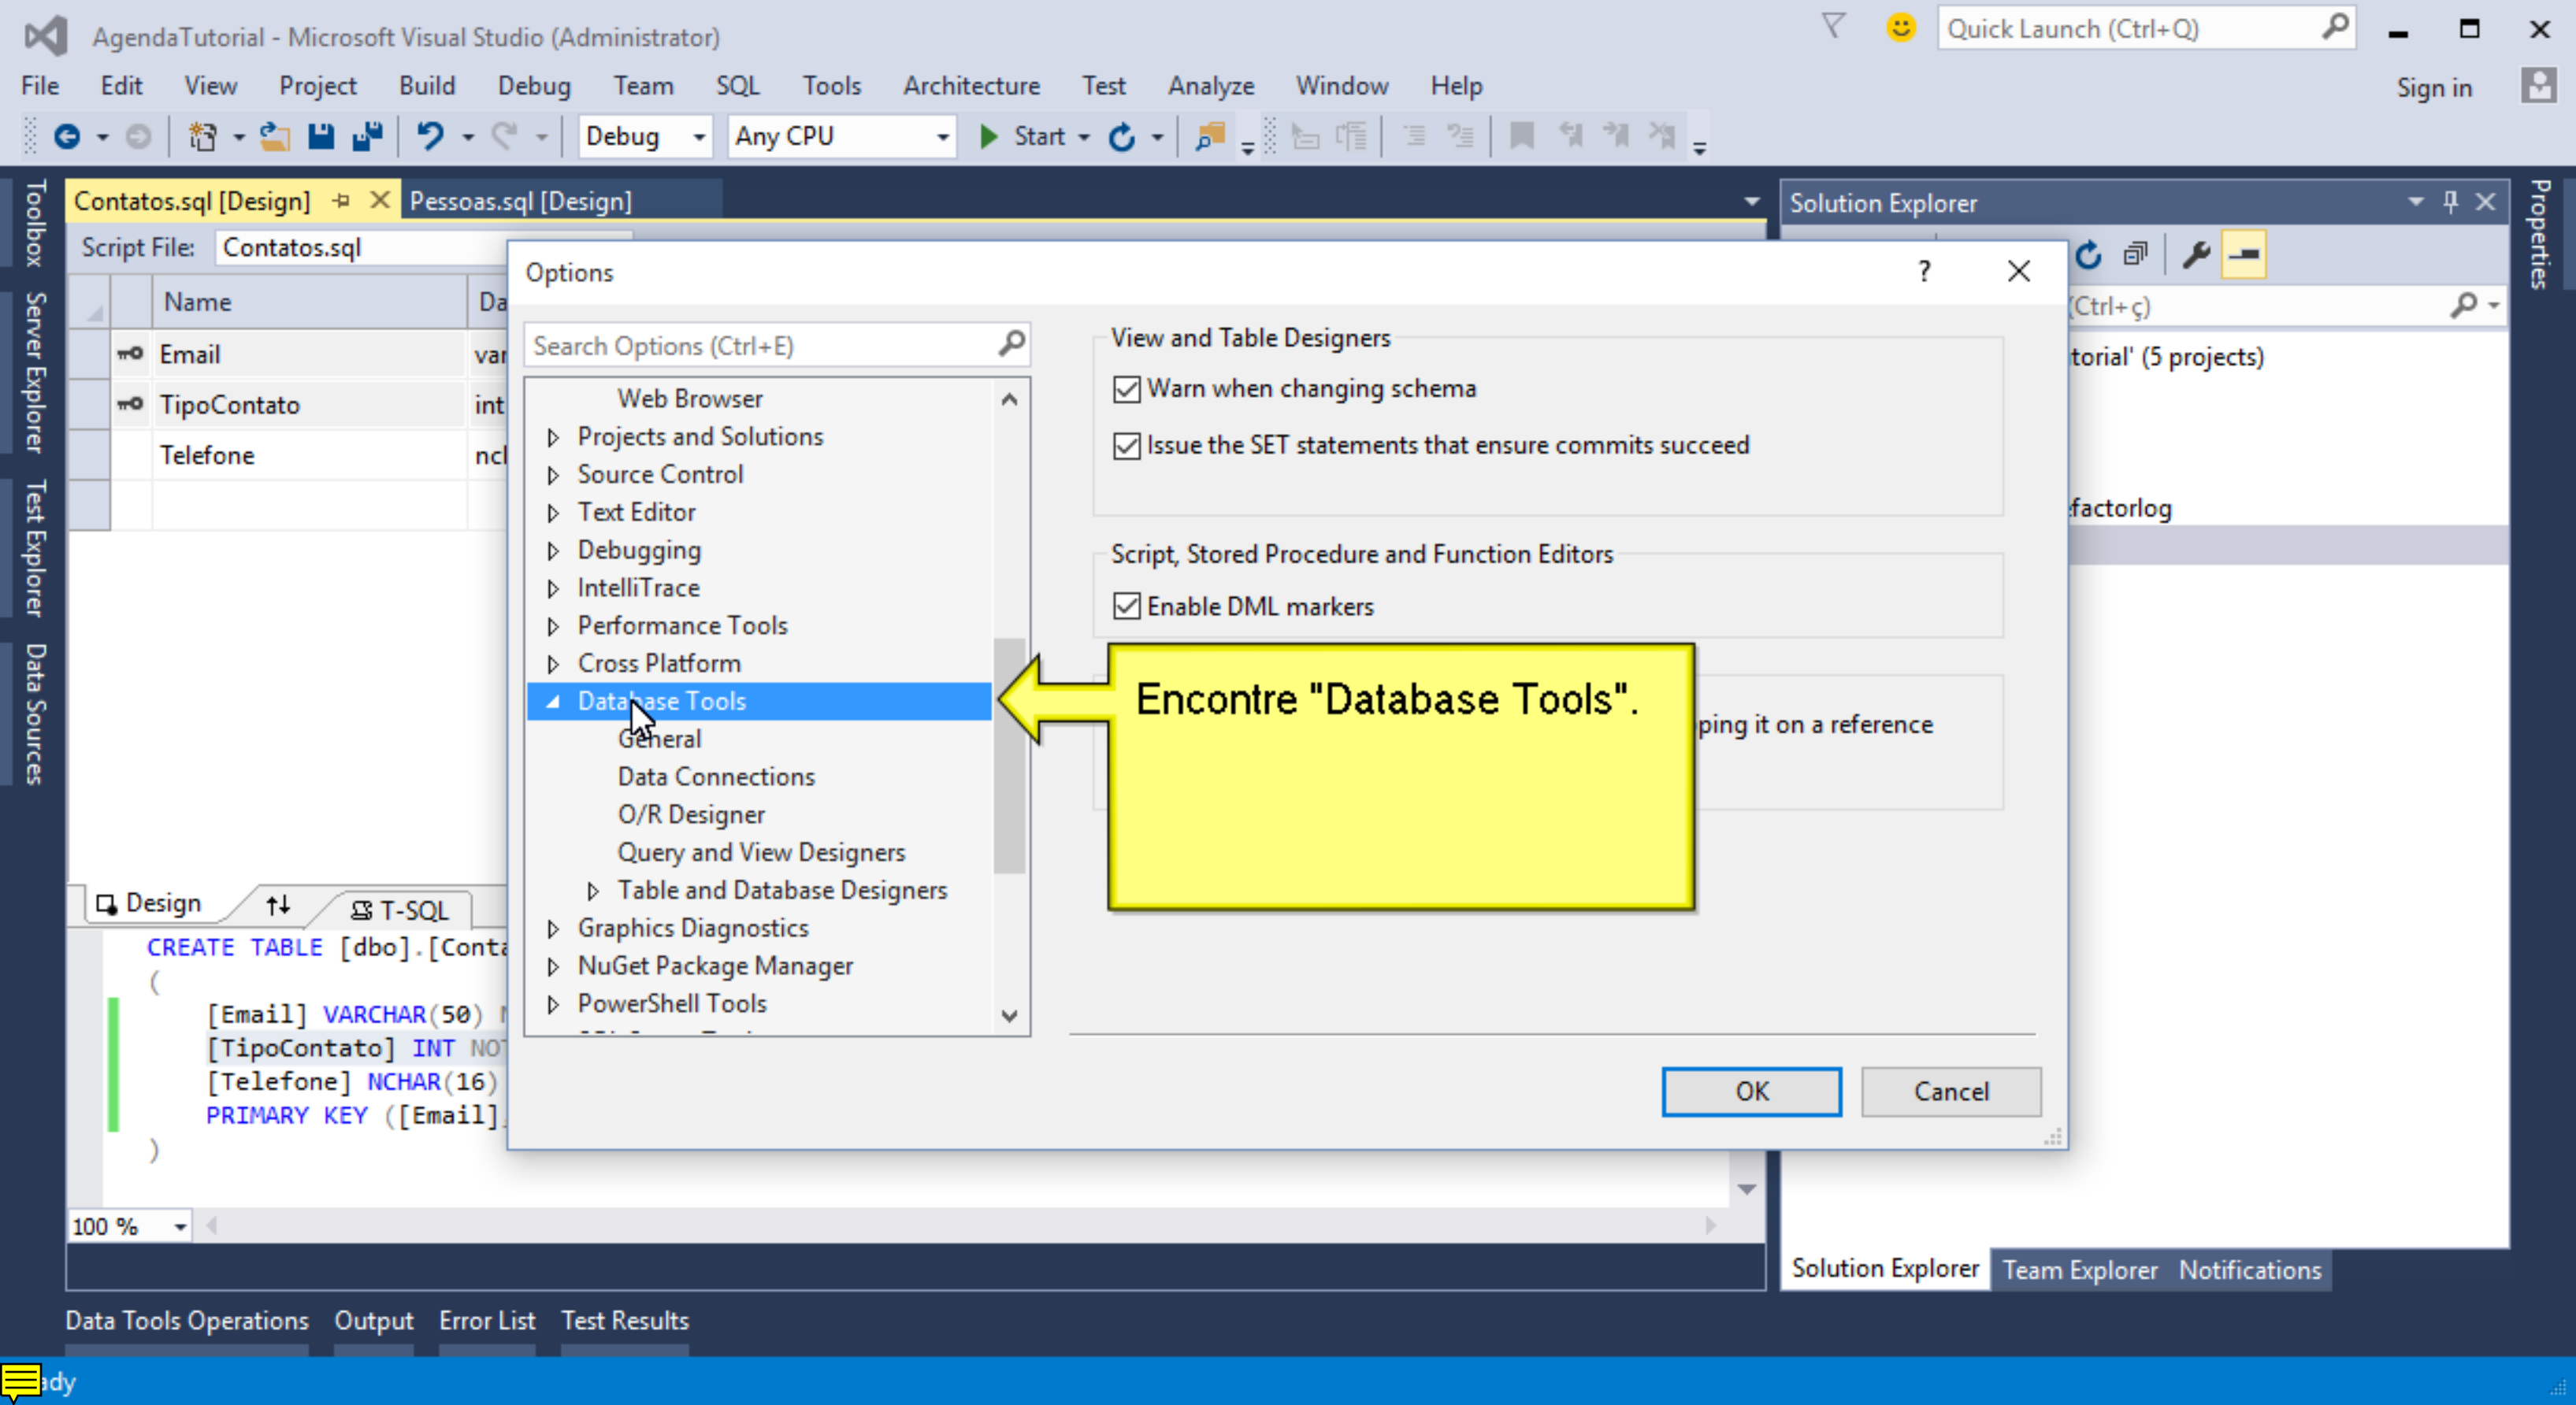 AgendaTutorial - Microsoft Visual Studio (Administrator)
Quick Launch (Ctrl+Q)
File Edit View Project Build Debug Team SQL Tools Architecture Test Analyze Window Help
Sign in
Debug Any CPU Start
Toolbox
Server Explorer
Test Explorer
Data Sources
Contatos.sql [Design] Pessoas.sql [Design]
Script File: Contatos.sql
Name
Email
TipoContato int
Telefone
Design T-SQL
CREATE TABLE [dbo].[Conta
(
[Email] VARCHAR(50)
[TipoContato] INT NOT
[Telefone] NCHAR(16)
PRIMARY KEY ([Email]
)
100 %
Options
?
Search Options (Ctrl+E)
Web Browser
Projects and Solutions
Source Control
Text Editor
Debugging
IntelliTrace
Performance Tools
Cross Platform
Database Tools
General
Data Connections
O/R Designer
Query and View Designers
Table and Database Designers
Graphics Diagnostics
NuGet Package Manager
PowerShell Tools
View and Table Designers
Warn when changing schema
Issue the SET statements that ensure commits succeed
Script, Stored Procedure and Function Editors
Enable DML markers
Encontre "Database Tools".
ping it on a reference
OK Cancel
Solution Explorer
(Ctrl+ç)
torial' (5 projects)
factorlog
Properties
Solution Explorer Team Explorer Notifications
Data Tools Operations Output Error List Test Results
ady